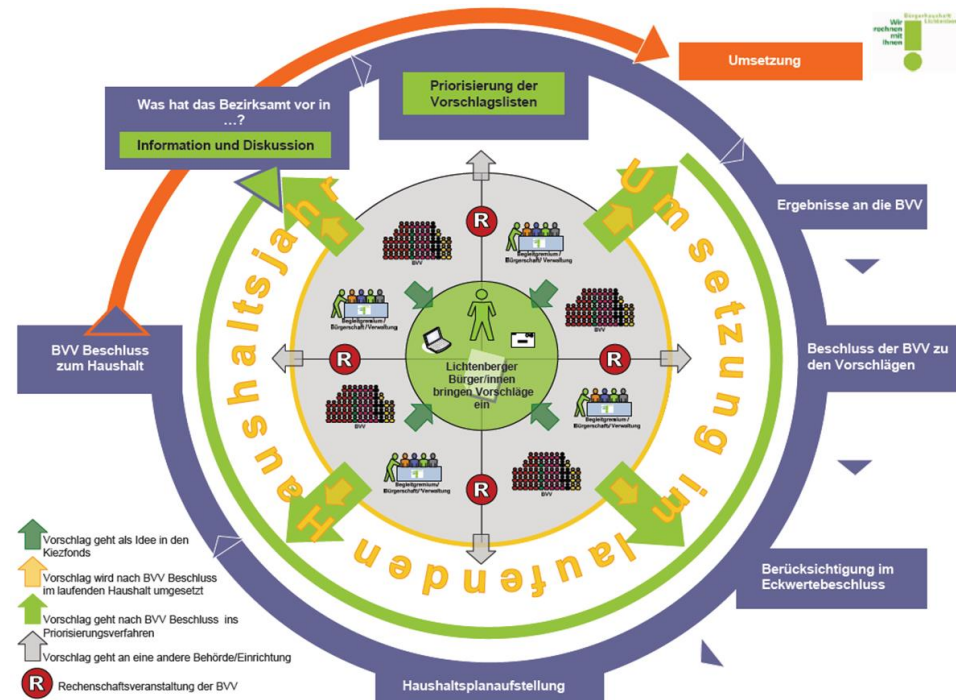 Bürgerhaushalt
Lichtenberg
Wir
rechnen
mit
Ihnen
Umsetzung
Priorisierung der
Vorschlagslisten
Was hat das Bezirksamt vor in
…?
Information und Diskussion
Ergebnisse an die BVV
Beschluss der BVV zu
den Vorschlägen
Berücksichtigung im
Eckwertebeschluss
Haushaltsplanaufstellung
BVV Beschluss
zum Haushalt
Umsetzung im laufenden Haushaltsjahr
R
BVV
Begleitgremium /
Bürgerschaft/ Verwaltung
Begleitgremium /
Bürgerschaft/Verwaltung
BVV
R
R
Lichtenberger
Bürger/innen
bringen Vorschläge
ein
BVV
Begleitgremium /
Bürgerschaft/ Verwaltung
Begleitgremium/
Bürgerschaft/Verwaltung
BVV
R
Vorschlag geht als Idee in den
Kiezfonds
Vorschlag wird nach BVV Beschluss
im laufenden Haushalt umgesetzt
Vorschlag geht nach BVV Beschluss ins
Priorisierungsverfahren
Vorschlag geht an eine andere Behörde/Einrichtung
R Rechenschaftsveranstaltung der BVV